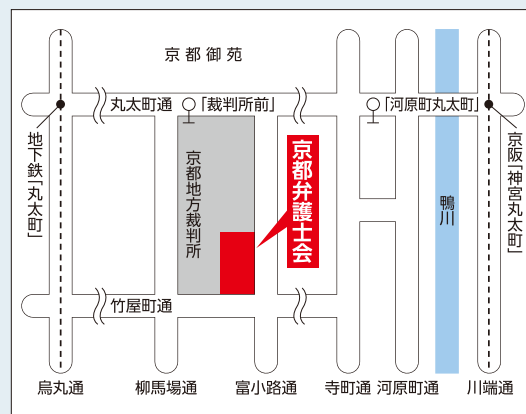 京都御苑
丸太町通
「裁判所前」
「河原町丸太町」
地下鉄「丸太町」
京都地方裁判所
京都弁護士会
鴨川
京阪「神宮丸太町」
竹屋町通
烏丸通
柳馬場通
富小路通
寺町通
河原町通
川端通